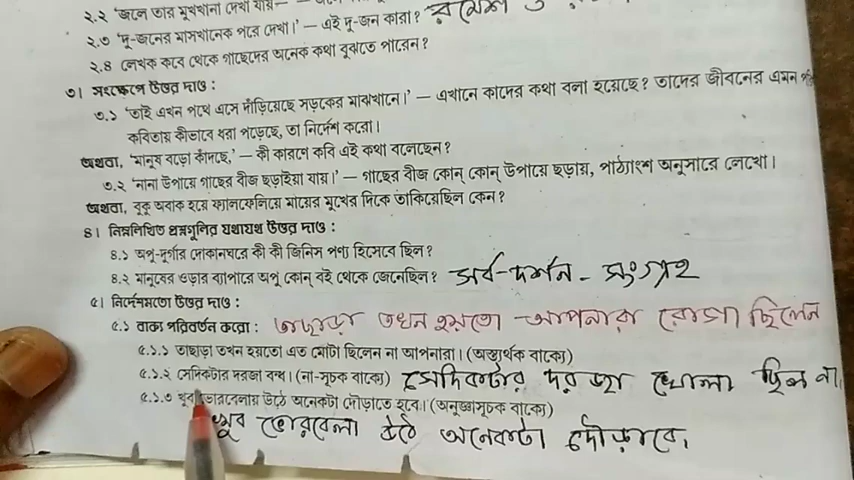 ২.২ 'জলে তার মুখখানা দেখা যায়—
২.৩ 'দু-জনের মাসখানেক পরে দেখা।' — এই দু-জন কারা? রমেশ ও
২.৪ লেখক কবে থেকে গাছেদের অনেক কথা বুঝতে পারেন?
৩। সংক্ষেপে উত্তর দাও :
৩.১ 'তাই এখন পথে এসে দাঁড়িয়েছে সড়কের মাঝখানে।' — এখানে কাদের কথা বলা হয়েছে? তাদের জীবনের এমন
কবিতায় কীভাবে ধরা পড়েছে, তা নির্দেশ করো।
অথবা, 'মানুষ বড়ো কাঁদছে,' — কী কারণে কবি এই কথা বলেছেন?
৩.২ 'নানা উপায়ে গাছের বীজ ছড়াইয়া যায়।' — গাছের বীজ কোন্ কোন্ উপায়ে ছড়ায়, পাঠ্যাংশ অনুসারে লেখো।
অথবা, বুকু অবাক হয়ে ফ্যালফেলিয়ে মায়ের মুখের দিকে তাকিয়েছিল কেন?
৪। নিম্নলিখিত প্রশ্নগুলির যথাযথ উত্তর দাও :
৪.১ অপু-দুর্গার দোকানঘরে কী কী জিনিস পণ্য হিসেবে ছিল?
৪.২ মানুষের ওড়ার ব্যাপারে অপু কোন্ বই থেকে জেনেছিল? সর্ব-দর্শন-সংগ্রহ
৫। নির্দেশমতো উত্তর দাও :
৫.১ বাক্য পরিবর্তন করো : তাছাড়া তখন হয়তো আপনারা রোগা ছিলেন
৫.১.১ তাছাড়া তখন হয়তো এত মোটা ছিলেন না আপনারা। (অস্ত্যর্থক বাক্যে)
৫.১.২ সেদিকটার দরজা বন্ধ। (না-সূচক বাক্যে) সেদিকটার দরজা খোলা ছিল না।
৫.১.৩ খুব ভোরবেলায় উঠে অনেকটা দৌড়াতে হবে। (অনুজ্ঞাসূচক বাক্যে)
খুব ভোরবেলা উঠে অনেকটা দৌড়াবে।